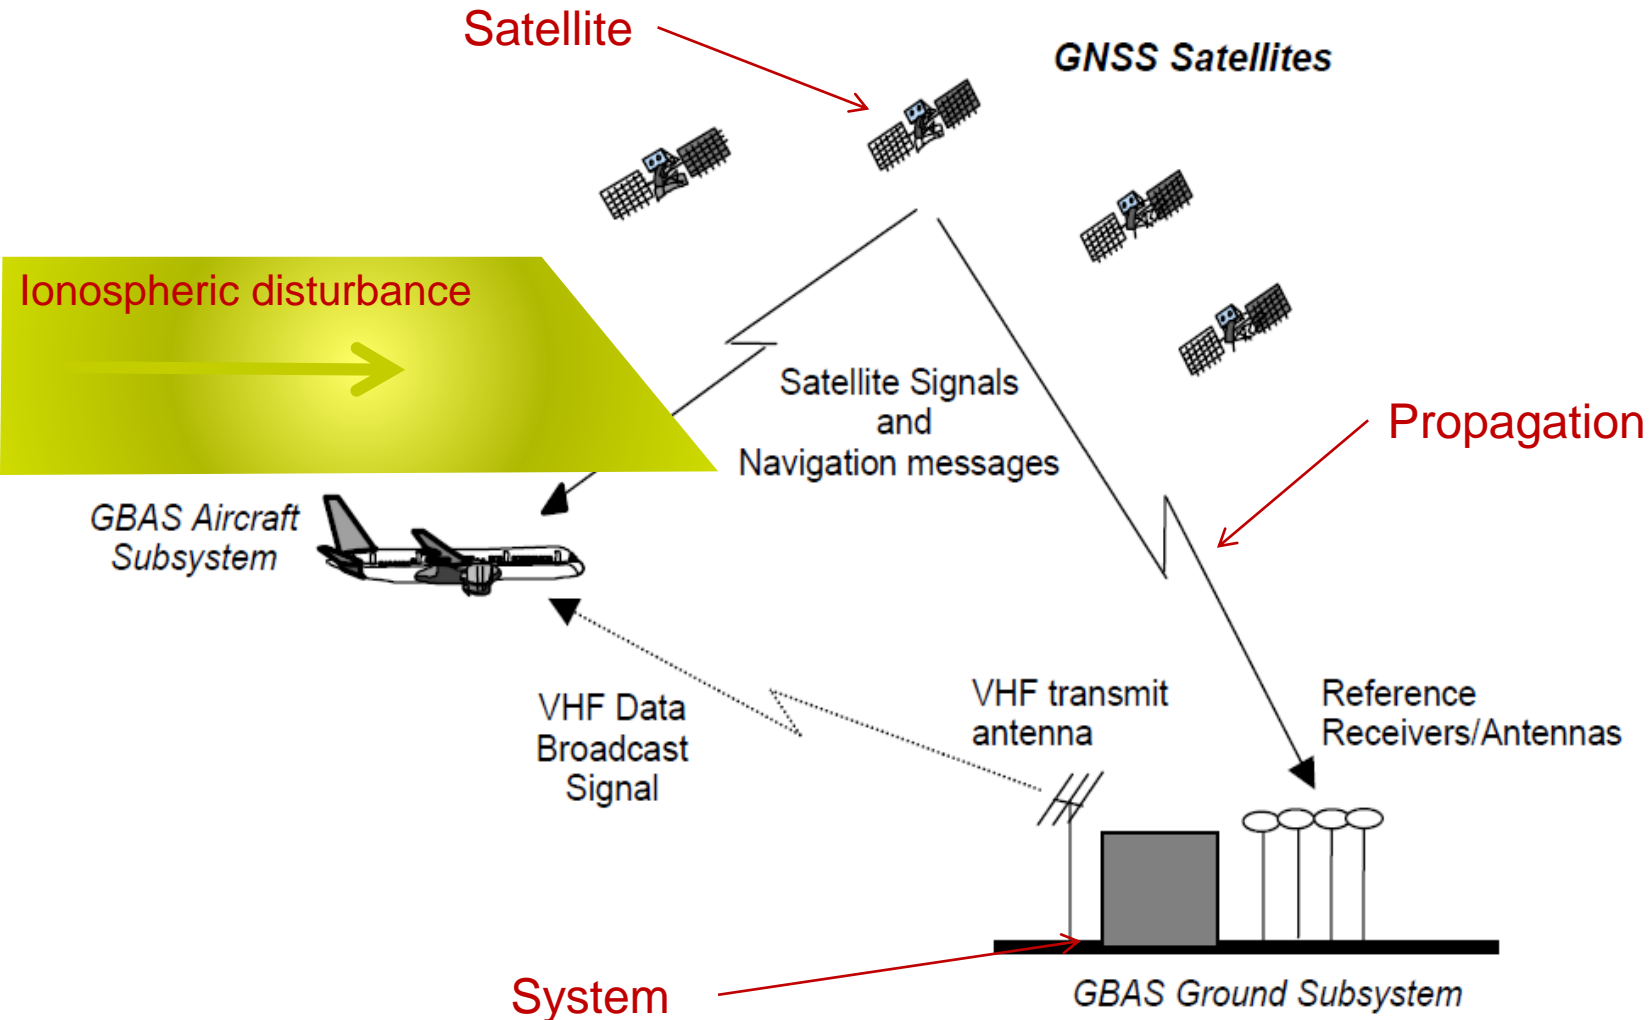 Satellite
GNSS Satellites
Ionospheric disturbance
Satellite Signals
and
Navigation messages
Propagation
GBAS Aircraft
Subsystem
VHF Data
Broadcast
Signal
VHF transmit
antenna
Reference
Receivers/Antennas
System
GBAS Ground Subsystem